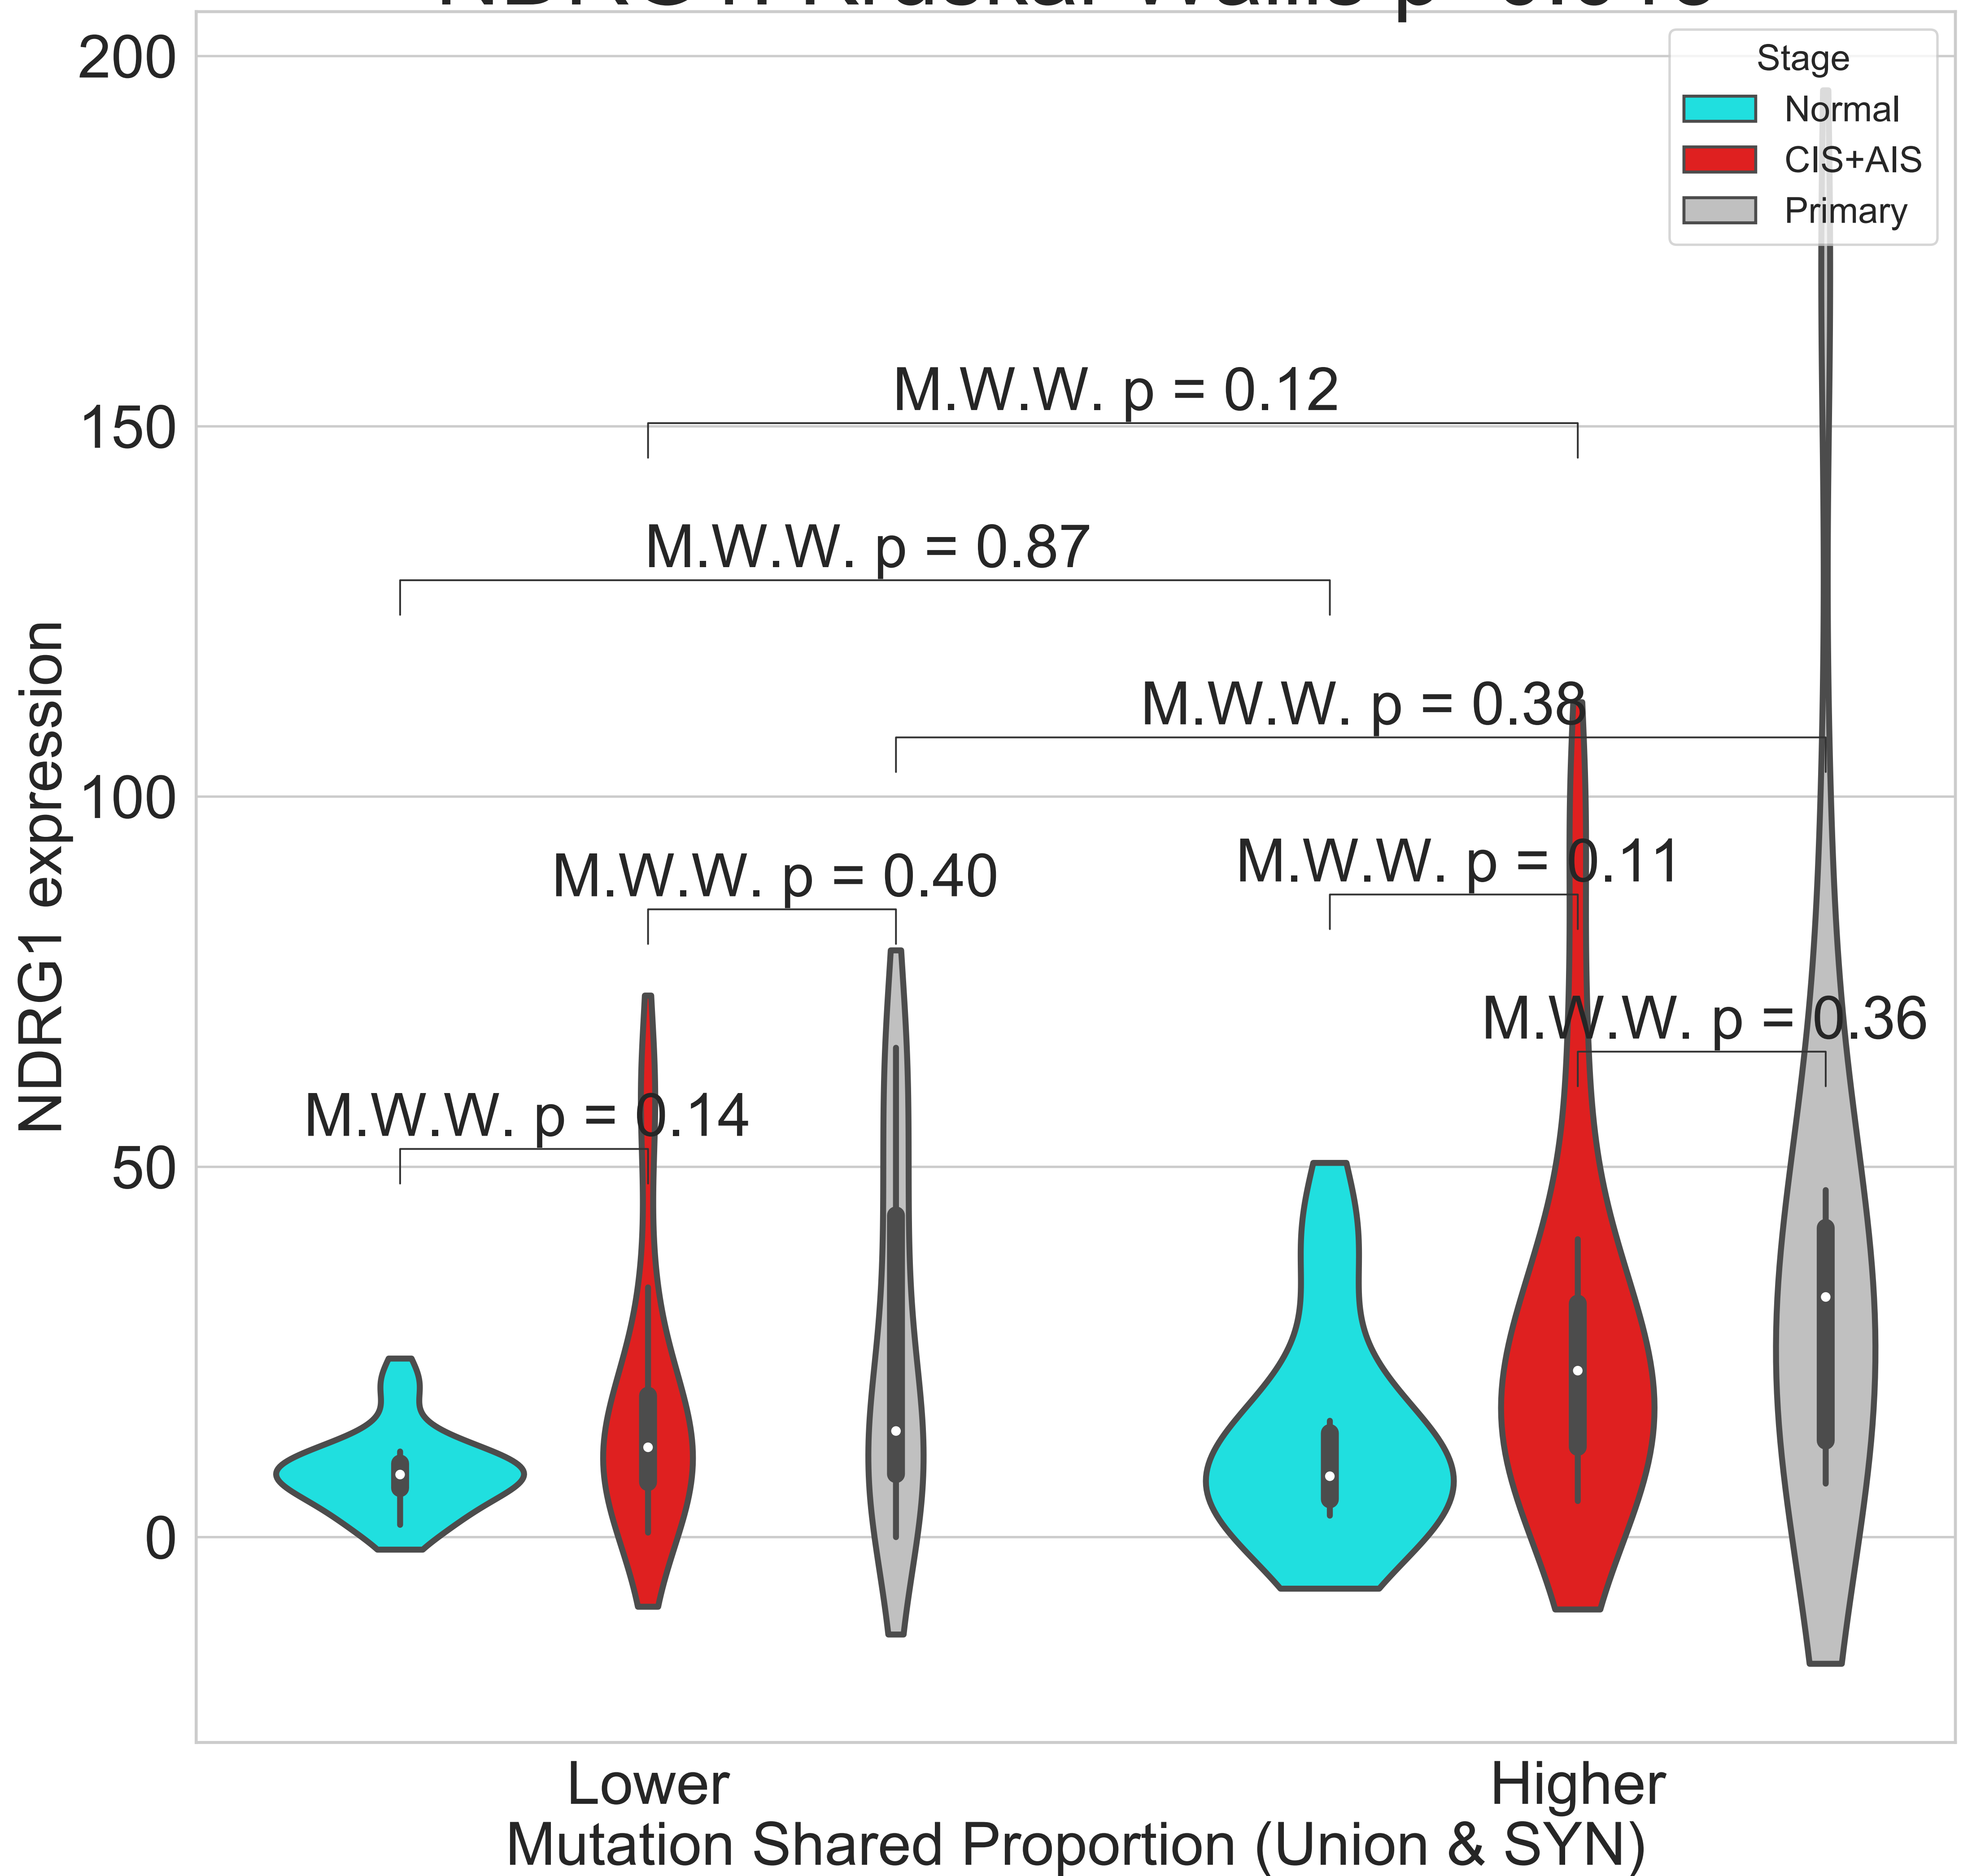 200
150
100
50
0
NDRG1 expression
Stage
Normal
CIS+AIS
Primary
M.W.W. p = 0.12
M.W.W. p = 0.87
M.W.W. p = 0.38
M.W.W. p = 0.40
M.W.W. p = 0.11
M.W.W. p = 0.36
M.W.W. p = 0.14
Lower
Higher
Mutation Shared Proportion (Union & SYN)